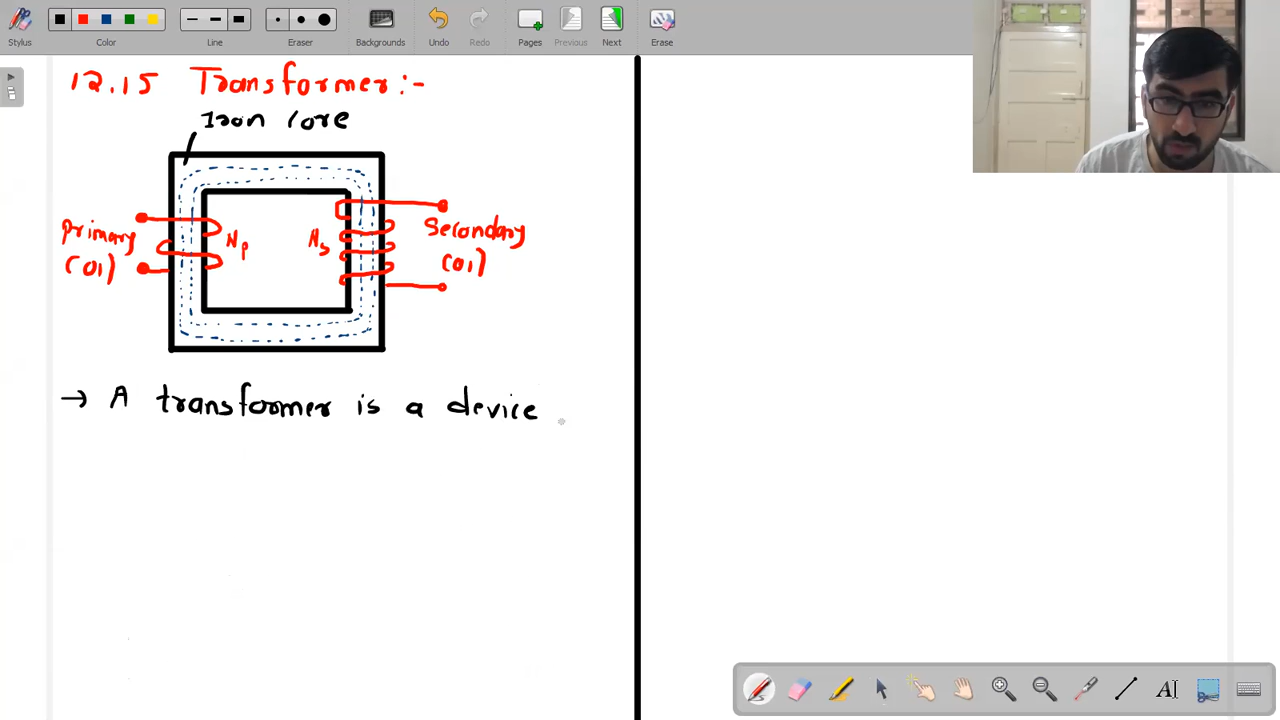 Stylus
Color
Line
Eraser
Backgrounds
Undo
Redo
Pages
Previous
Next
Erase
12.15 Transformer:-
Iron Core
Primary
Coil
Np
Ns
Secondary
Coil
→ A transformer is a device